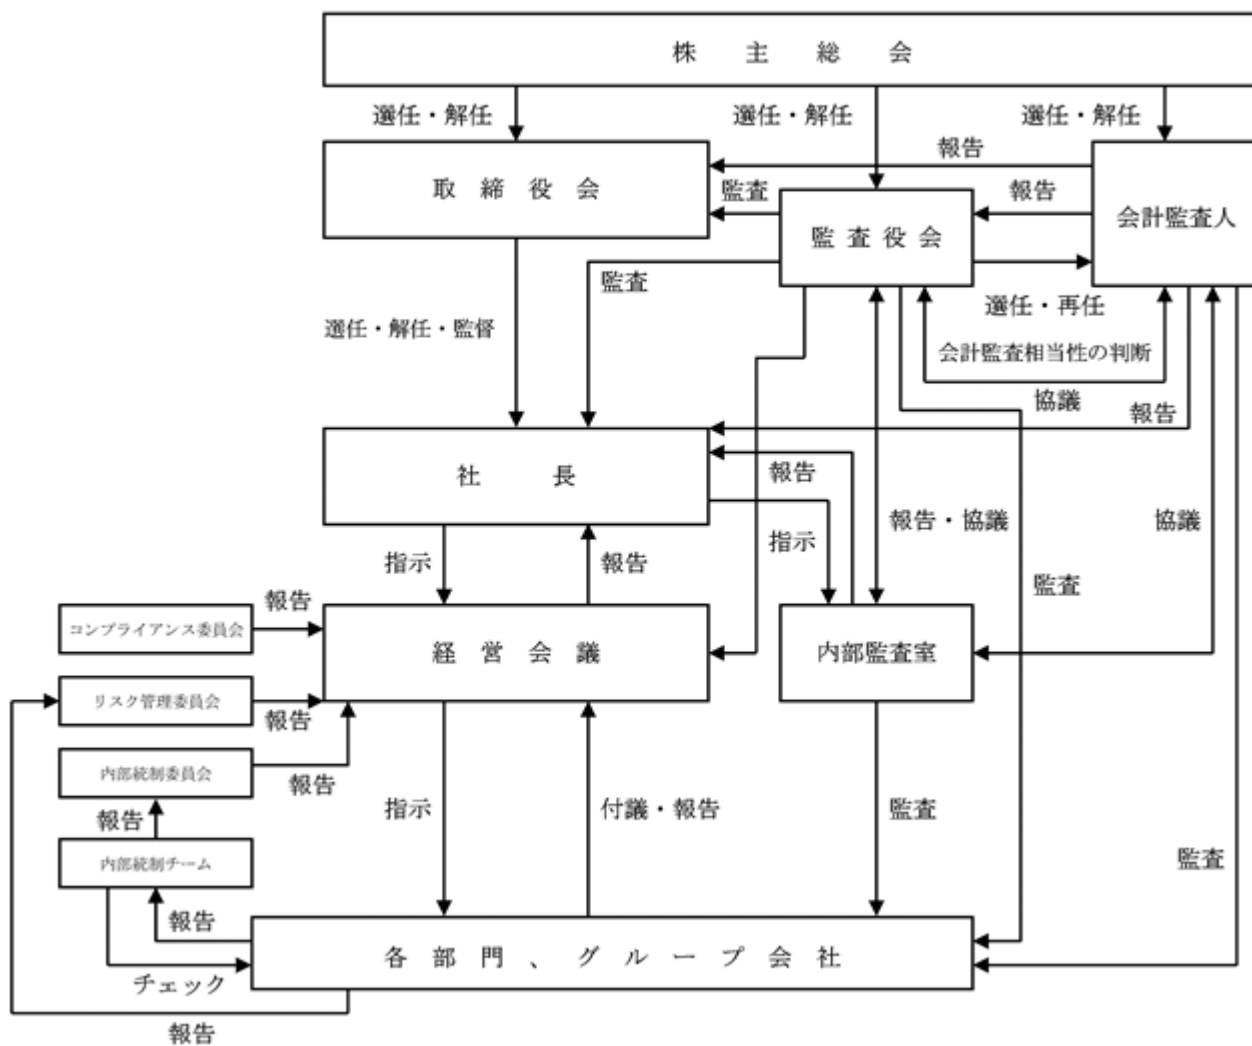 株主総会
選任・解任
選任・解任
選任・解任
報告
取締役会
監査
報告
会計監査人
監査役会
監査
選任・再任
選任・解任・監督
会計監査相当性の判断
協議
報告
社長
報告
報告・協議
協議
指示
指示
報告
監査
報告
コンプライアンス委員会
経営会議
内部監査室
リスク管理委員会
報告
内部統制委員会
報告
指示
付議・報告
監査
報告
内部統制チーム
監査
報告
各部門、グループ会社
チェック
報告